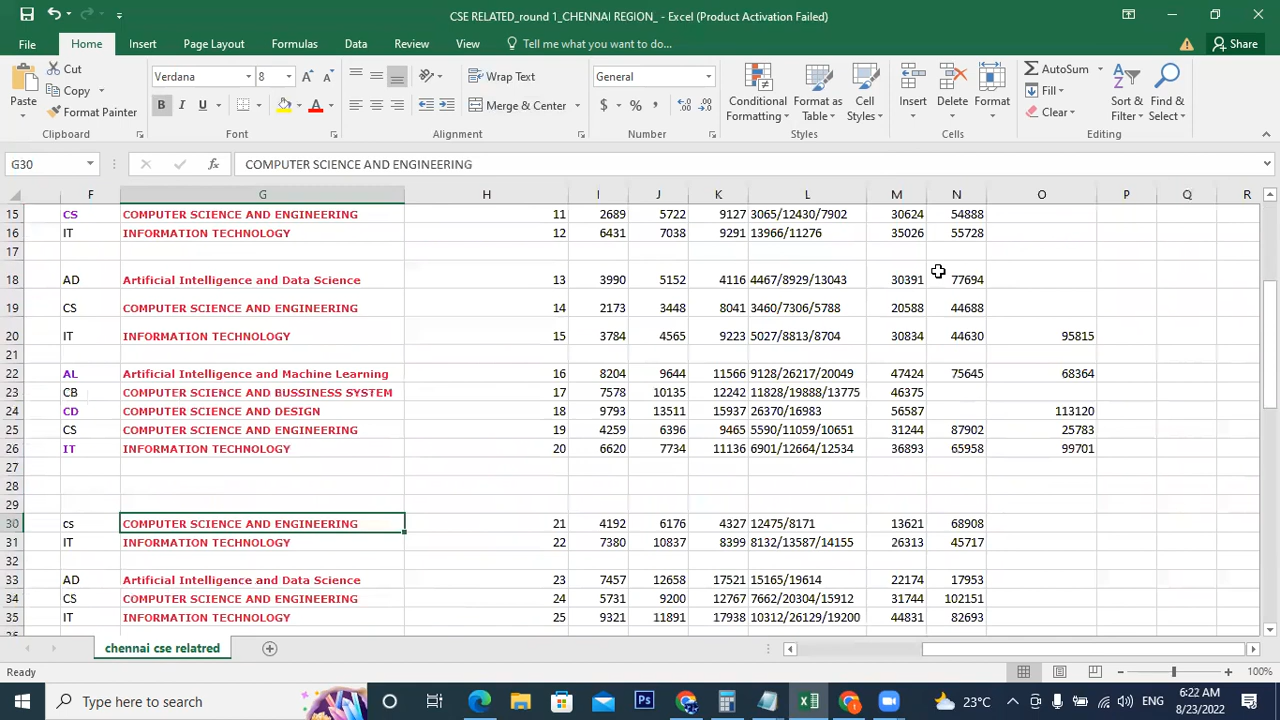 CSE RELATED_round 1_CHENNAI REGION_ - Excel (Product Activation Failed)
File Home Insert Page Layout Formulas Data Review View Tell me what you want to do... Share
Paste Cut Verdana 8 Wrap Text General Conditional Formatting Format as Table Cell Styles Insert Delete Format AutoSum Sort & Filter Find & Select
Copy Fill
Format Painter B I U A Merge & Center $ % , Clear
Clipboard Font Alignment Number Styles Cells Editing
G30 fx COMPUTER SCIENCE AND ENGINEERING
F G H I J K L M N O P Q R
15 CS COMPUTER SCIENCE AND ENGINEERING 11 2689 5722 9127 3065/12430/7902 30624 54888
16 IT INFORMATION TECHNOLOGY 12 6431 7038 9291 13966/11276 35026 55728
17
18 AD Artificial Intelligence and Data Science 13 3990 5152 4116 4467/8929/13043 30391 77694
19 CS COMPUTER SCIENCE AND ENGINEERING 14 2173 3448 8041 3460/7306/5788 20588 44688
20 IT INFORMATION TECHNOLOGY 15 3784 4565 9223 5027/8813/8704 30834 44630 95815
21
22 AL Artificial Intelligence and Machine Learning 16 8204 9644 11566 9128/26217/20049 47424 75645 68364
23 CB COMPUTER SCIENCE AND BUSSINESS SYSTEM 17 7578 10135 12242 11828/19888/13775 46375
24 CD COMPUTER SCIENCE AND DESIGN 18 9793 13511 15937 26370/16983 56587 113120
25 CS COMPUTER SCIENCE AND ENGINEERING 19 4259 6396 9465 5590/11059/10651 31244 87902 25783
26 IT INFORMATION TECHNOLOGY 20 6620 7734 11136 6901/12664/12534 36893 65958 99701
27
28
29
30 cs COMPUTER SCIENCE AND ENGINEERING 21 4192 6176 4327 12475/8171 13621 68908
31 IT INFORMATION TECHNOLOGY 22 7380 10837 8399 8132/13587/14155 26313 45717
32
33 AD Artificial Intelligence and Data Science 23 7457 12658 17521 15165/19614 22174 17953
34 CS COMPUTER SCIENCE AND ENGINEERING 24 5731 9200 12767 7662/20304/15912 31744 102151
35 IT INFORMATION TECHNOLOGY 25 9321 11891 17938 10312/26129/19200 44831 82693
chennai cse relatred
Ready 100%
Type here to search Ps 23°C ENG 6:22 AM
8/23/2022